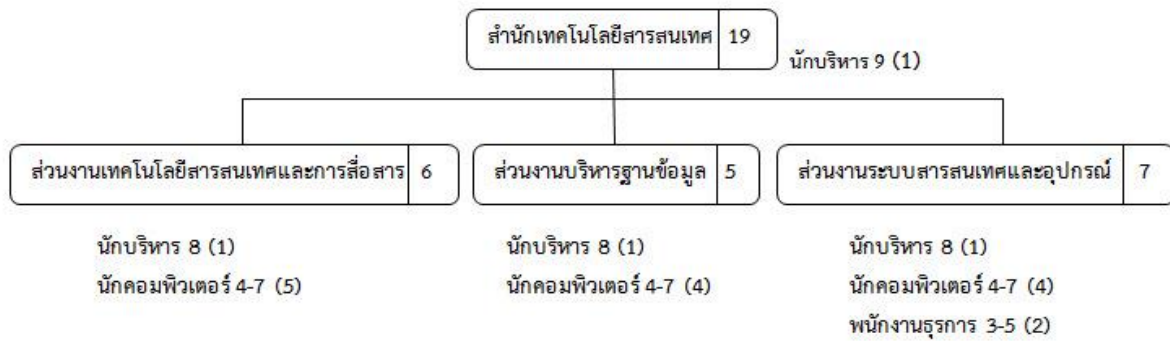 สำนักเทคโนโลยีสารสนเทศ 19
นักบริหาร 9 (1)
ส่วนงานเทคโนโลยีสารสนเทศและการสื่อสาร 6
ส่วนงานบริหารฐานข้อมูล 5
ส่วนงานระบบสารสนเทศและอุปกรณ์ 7
นักบริหาร 8 (1)
นักคอมพิวเตอร์ 4-7 (5)
นักบริหาร 8 (1)
นักคอมพิวเตอร์ 4-7 (4)
นักบริหาร 8 (1)
นักคอมพิวเตอร์ 4-7 (4)
พนักงานธุรการ 3-5 (2)